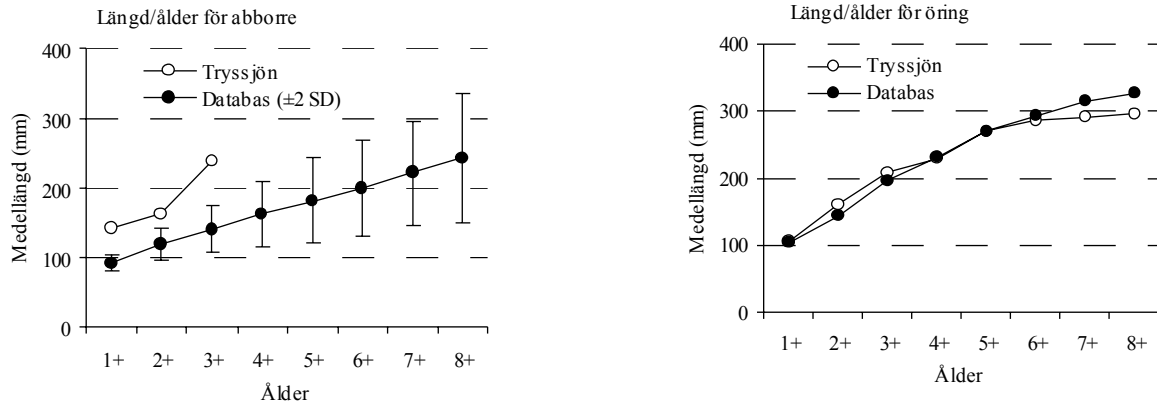 Längd/ålder för abborre
400
300
200
100
0
Medellängd (mm)
Tryssjön
Databas (±2 SD)
1+ 2+ 3+ 4+ 5+ 6+ 7+ 8+
Ålder
Längd/ålder för öring
400
300
200
100
0
Medellängd (mm)
Tryssjön
Databas
1+ 2+ 3+ 4+ 5+ 6+ 7+ 8+
Ålder